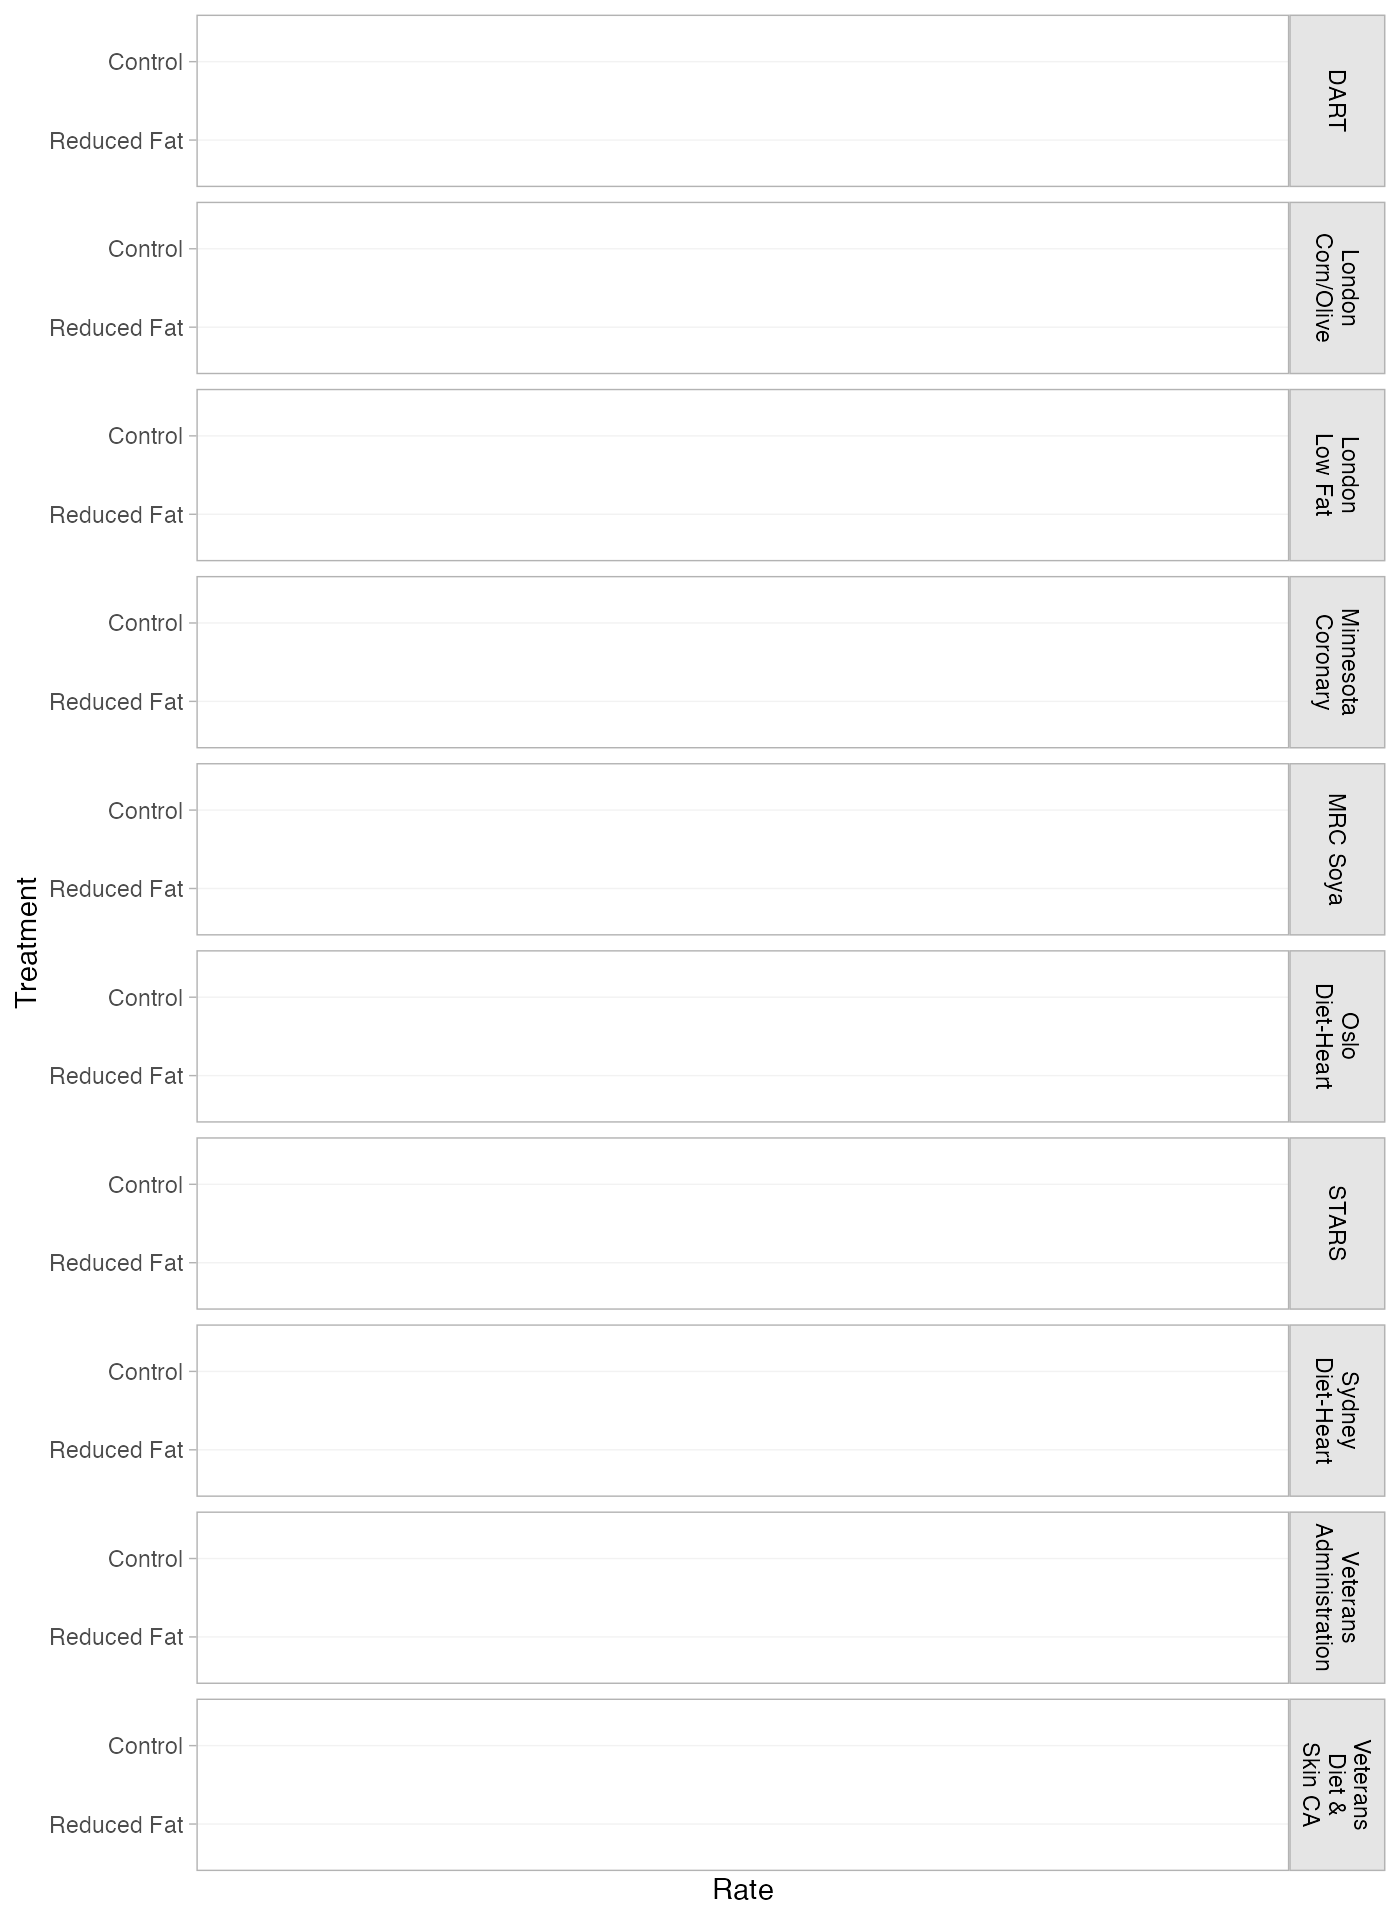 Control
Reduced Fat
DART
Control
Reduced Fat
London
Corn/Olive
Control
Reduced Fat
London
Low Fat
Control
Reduced Fat
Minnesota
Coronary
Control
Reduced Fat
MRC Soya
Control
Reduced Fat
Oslo
Diet-Heart
Control
Reduced Fat
STARS
Control
Reduced Fat
Sydney
Diet-Heart
Control
Reduced Fat
Veterans
Administration
Control
Reduced Fat
Veterans
Diet &
Skin CA
Treatment
Rate